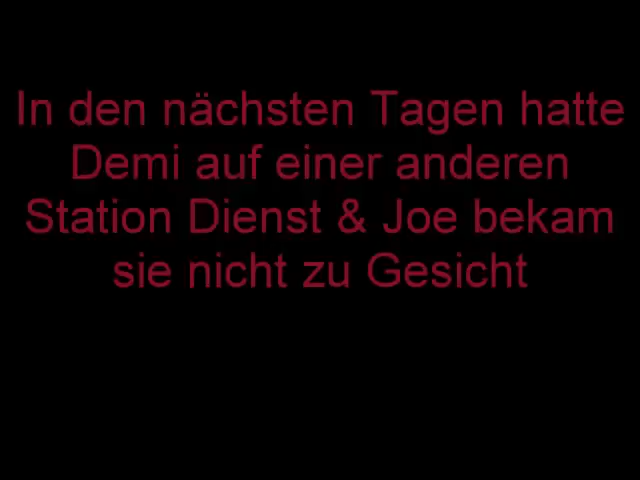 In den nächsten Tagen hatte
Demi auf einer anderen
Station Dienst & Joe bekam
sie nicht zu Gesicht